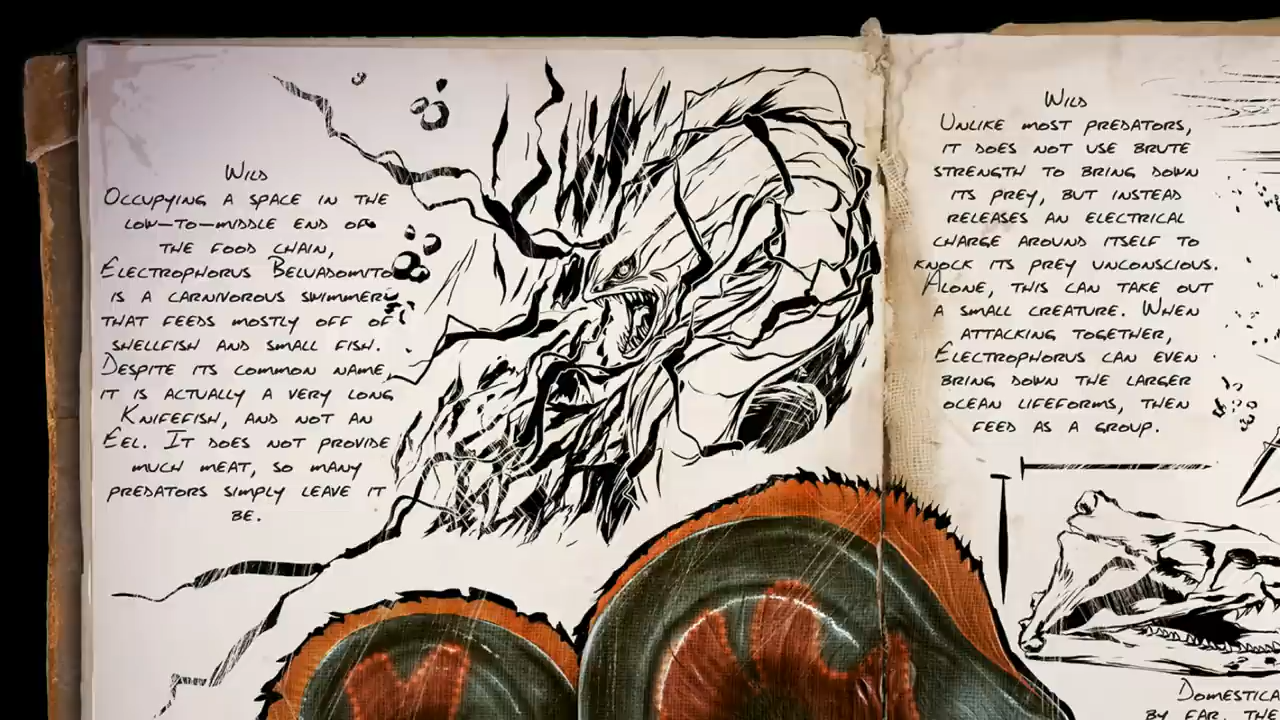 Wild
Occupying a space in the
low-to-middle end of
the food chain,
Electrophorus Beluadomito
is a carnivorous swimmer
that feeds mostly off of
shellfish and small fish.
Despite its common name,
it is actually a very long
Knifefish, and not an
Eel. It does not provide
much meat, so many
predators simply leave it
be.
Wild
Unlike most predators,
it does not use brute
strength to bring down
its prey, but instead
releases an electrical
charge around itself to
knock its prey unconscious.
Alone, this can take out
a small creature. When
attacking together,
Electrophorus can even
bring down the larger
ocean lifeforms, then
feed as a group.
Domestica
By far, the